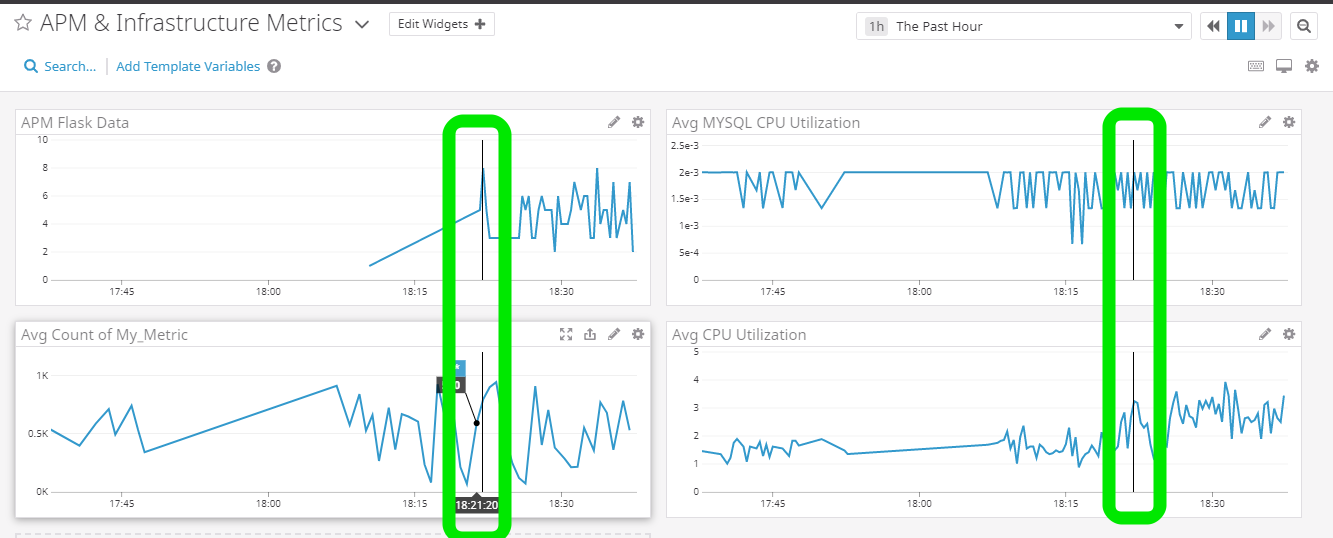 APM & Infrastructure Metrics
Edit Widgets
1h The Past Hour
Search...
Add Template Variables ?
APM Flask Data
10
8
6
4
2
0
17:45 18:00 18:15 18:30
Avg MYSQL CPU Utilization
2.5e-3
2e-3
1.5e-3
1e-3
5e-4
0
17:45 18:00 18:15 18:30
Avg Count of My_Metric
1K
0.5K
0K
*
17:45 18:00 18:15 18:30
18:21:20
Avg CPU Utilization
5
4
3
2
1
0
17:45 18:00 18:15 18:30